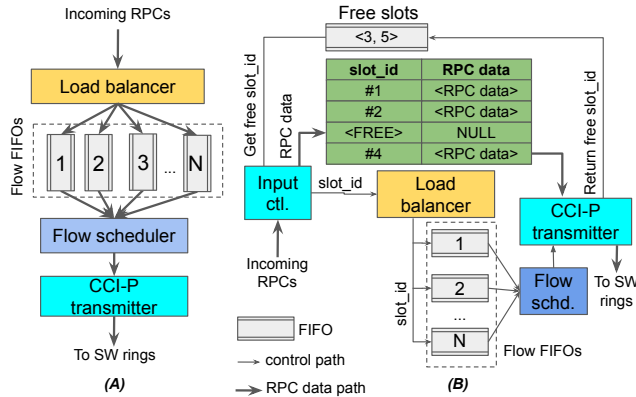 Incoming RPCs
Load balancer
Flow FIFOs
1 2 3 ... N
Flow scheduler
CCI-P
transmitter
To SW rings
(A)
Free slots
<3, 5>
Get free slot_id
RPC data
slot_id RPC data
#1 <RPC data>
#2 <RPC data>
<FREE> NULL
#4 <RPC data>
Return free slot_id
Input
ctl.
slot_id
Load
balancer
CCI-P
transmitter
Incoming
RPCs
slot_id
1
2
...
N
Flow
schd.
To SW
rings
Flow FIFOs
FIFO
control path
RPC data path
(B)